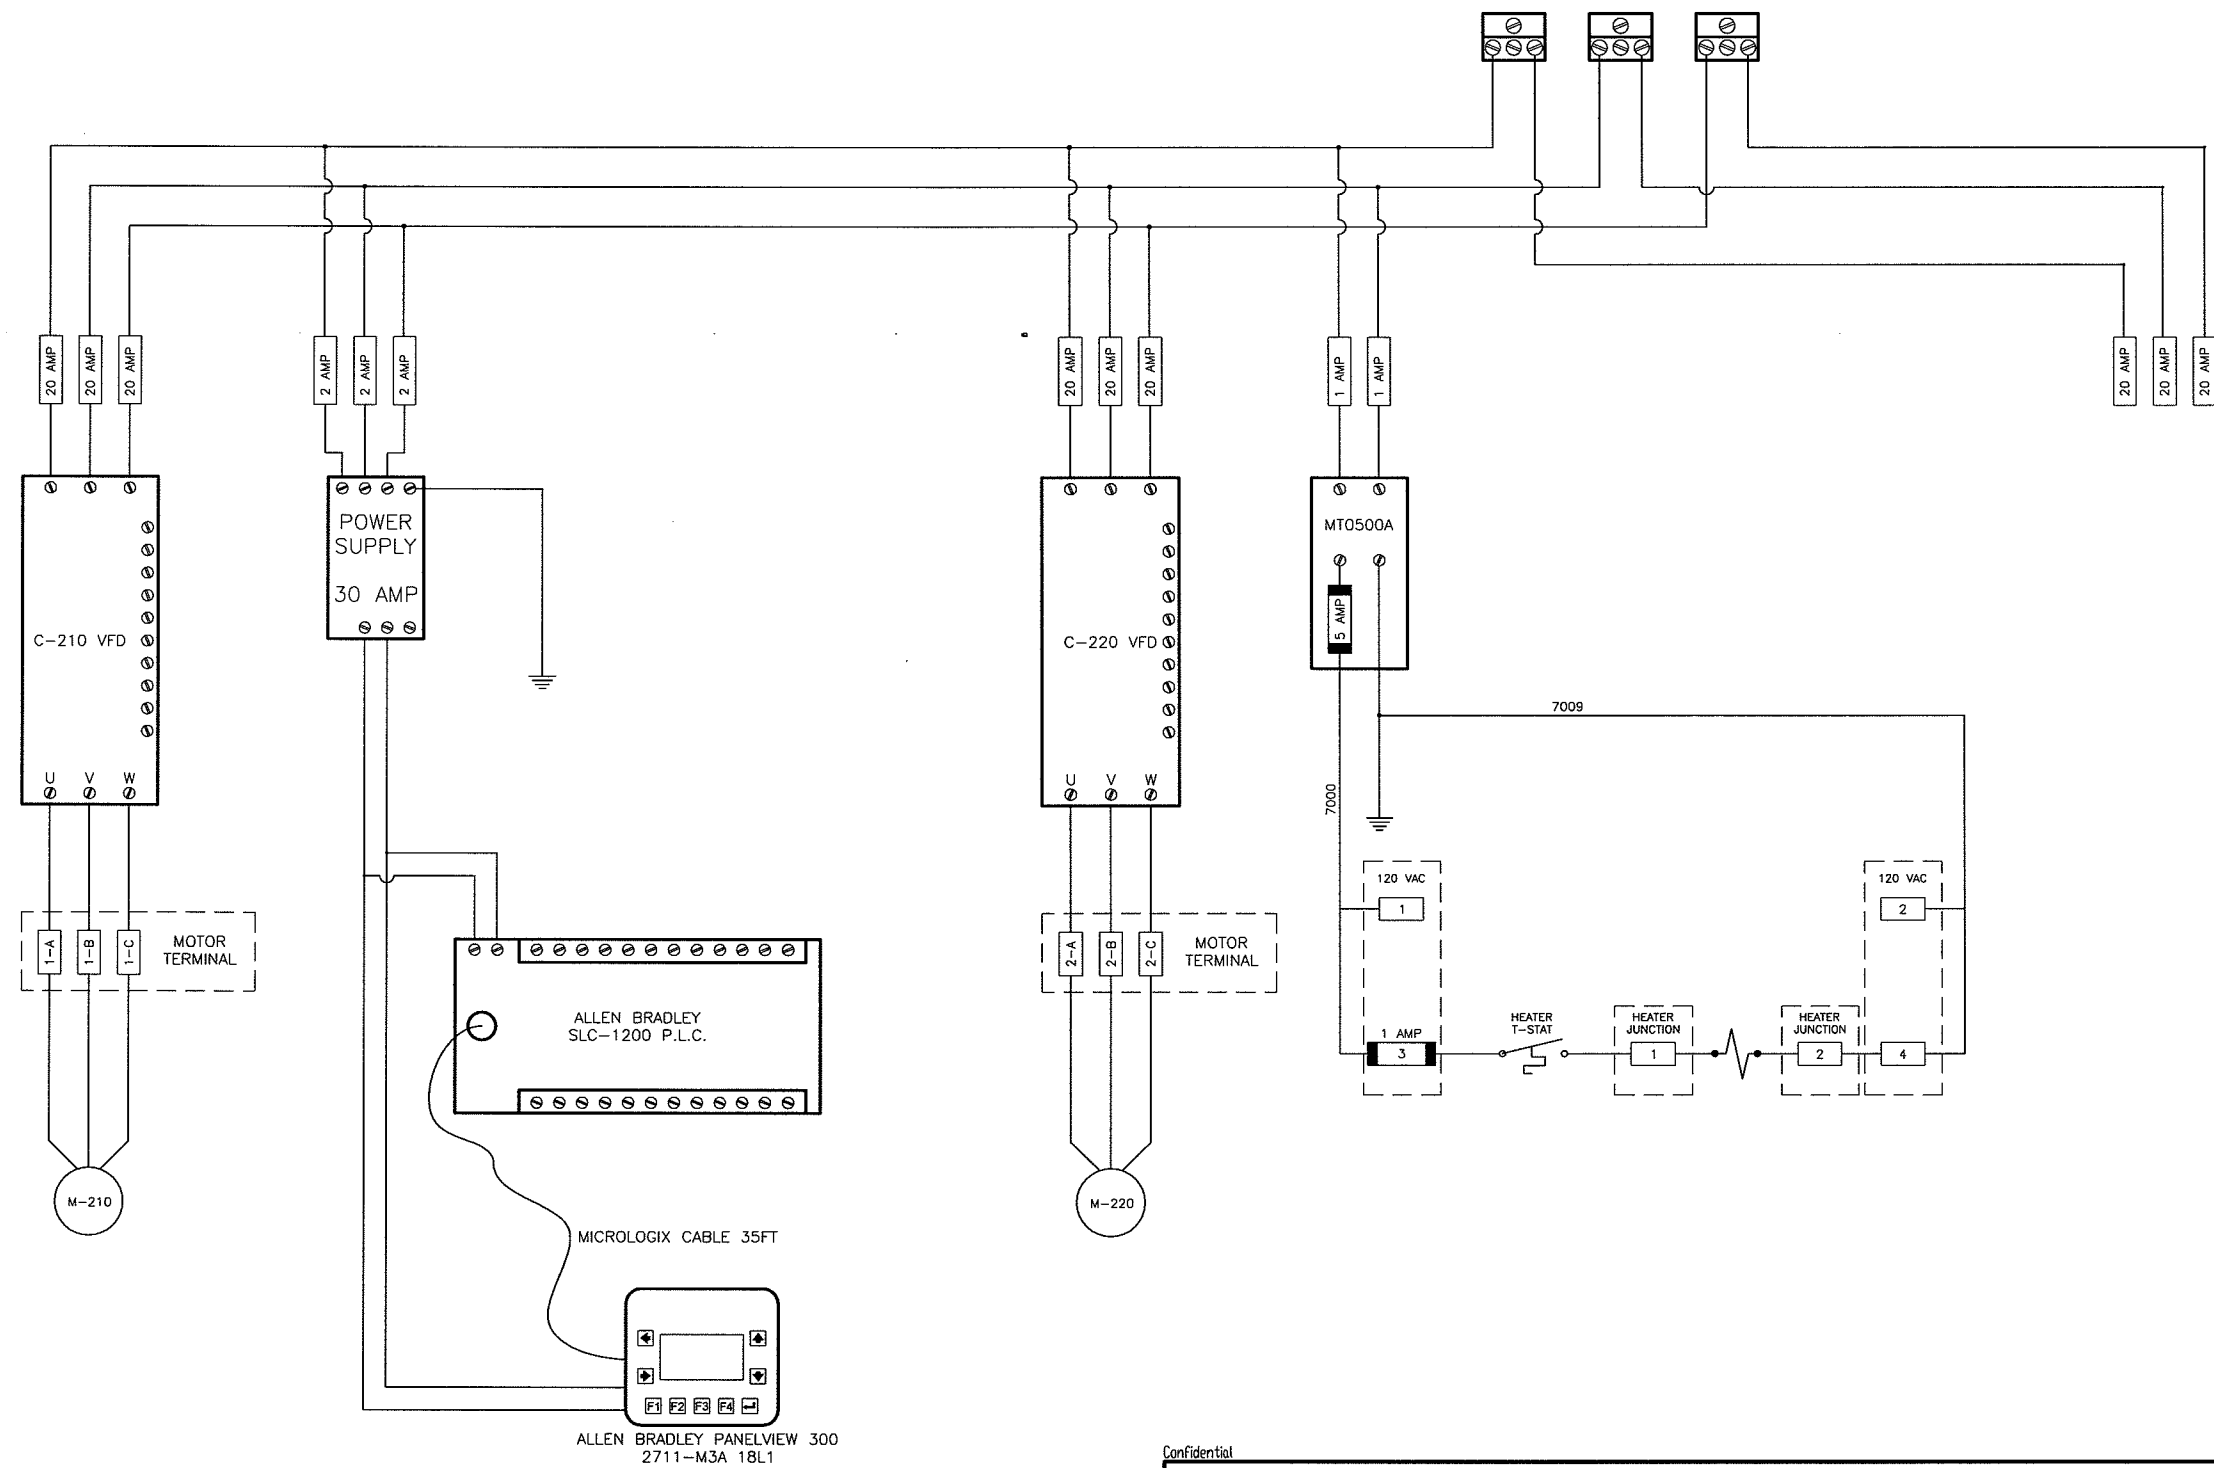 20 AMP
20 AMP
20 AMP
2 AMP
2 AMP
2 AMP
20 AMP
20 AMP
20 AMP
1 AMP
1 AMP
20 AMP
20 AMP
20 AMP
POWER
SUPPLY
30 AMP
MT0500A
5 AMP
C-210 VFD
C-220 VFD
7009
U V W
U V W
7000
120 VAC
1
120 VAC
2
1-A
1-B
1-C
MOTOR
TERMINAL
2-A
2-B
2-C
MOTOR
TERMINAL
ALLEN BRADLEY
SLC-1200 P.L.C.
1 AMP
3
HEATER
T-STAT
HEATER
JUNCTION
1
HEATER
JUNCTION
2
4
M-210
M-220
MICROLOGIX CABLE 35FT
F1 F2 F3 F4
ALLEN BRADLEY PANELVIEW 300
2711-M3A 18L1
Confidential